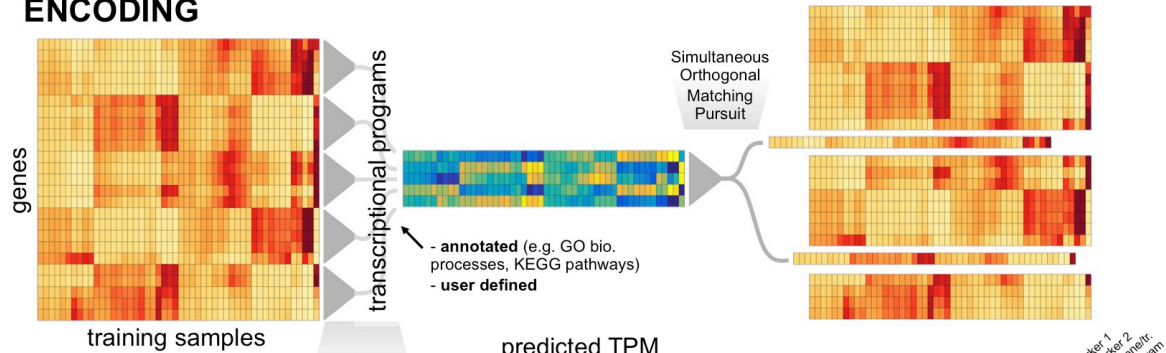 ENCODING
genes
training samples
transcriptional programs
- annotated (e.g. GO bio.
processes, KEGG pathways)
- user defined
Simultaneous
Orthogonal
Matching
Pursuit
predicted TPM